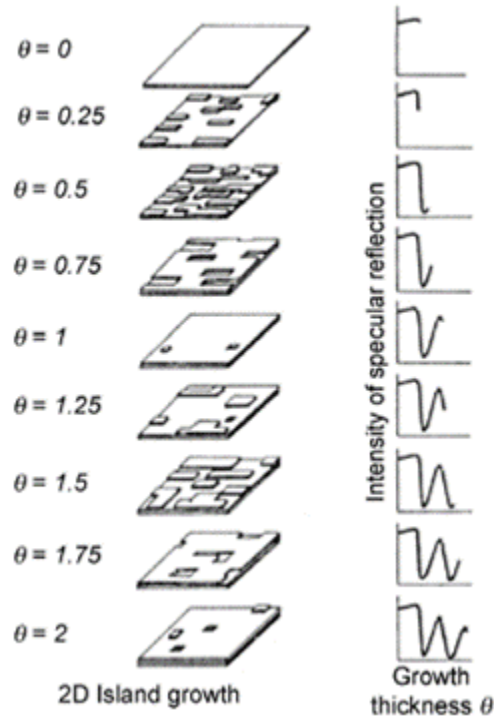 θ = 0
θ = 0.25
θ = 0.5
θ = 0.75
θ = 1
θ = 1.25
θ = 1.5
θ = 1.75
θ = 2
2D Island growth
Intensity of specular reflection
Growth
thickness θ